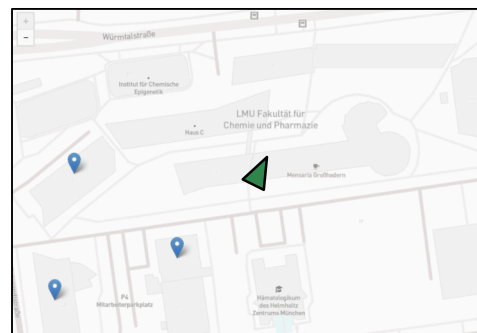 +
-
Würmtalstraße
Institut für Chemische
Epigenetik
LMU Fakultät für
Chemie und Pharmazie
Haus C
Mensaria Großhadern
P4
Mitarbeiterparkplatz
Hämatologikum
des Helmholtz
Zentrums München